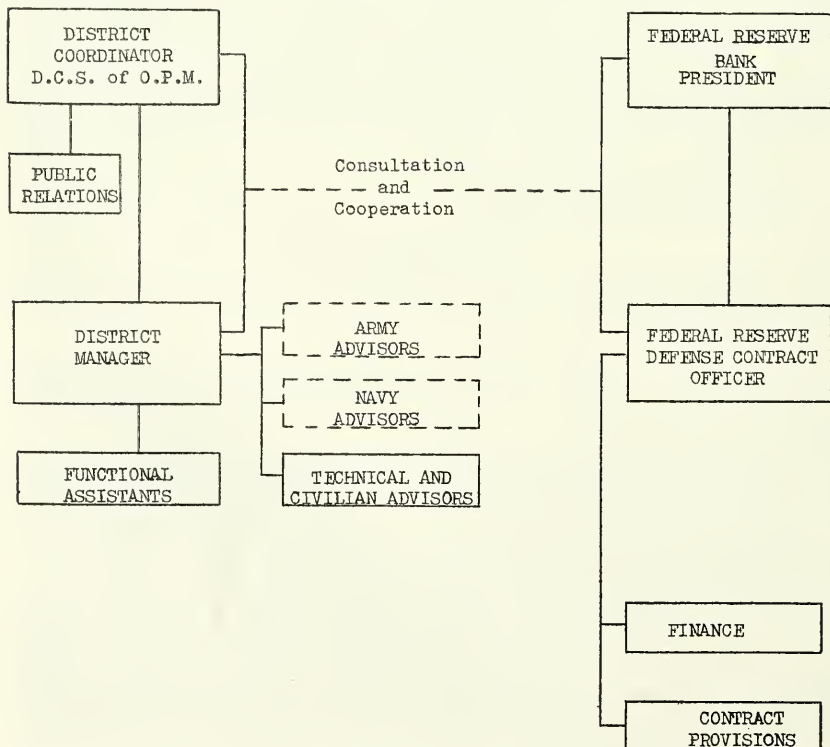 DISTRICT
COORDINATOR
D.C.S. of O.P.M.
FEDERAL RESERVE
BANK
PRESIDENT
PUBLIC
RELATIONS
Consultation
and
Cooperation
DISTRICT
MANAGER
ARMY
ADVISORS
NAVY
ADVISORS
TECHNICAL AND
CIVILIAN ADVISORS
FUNCTIONAL
ASSISTANTS
FEDERAL RESERVE
DEFENSE CONTRACT
OFFICER
FINANCE
CONTRACT
PROVISIONS